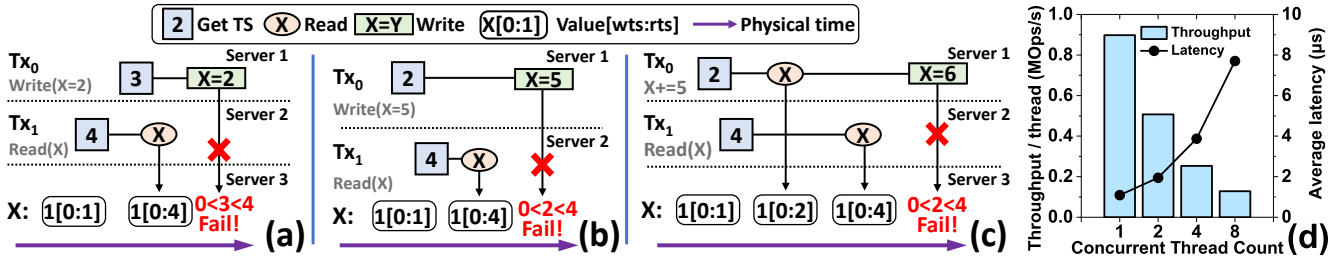 2 Get TS X Read X=Y Write X[0:1] Value[wts:rts] Physical time
Server 1
Tx0
3
X=2
Write(X=2)
Server 2
Tx1
4
X
Read(X)
Server 3
X: 1[0:1] 1[0:4] 0<3<4
Fail!
(a)
Server 1
Tx0
2
X=5
Write(X=5)
Server 2
Tx1
4
X
Read(X)
1[0:1] 1[0:4] 0<2<4
Fail!
(b)
Server 1
Tx0
2
X
X=6
X+=5
Server 2
Tx1
4
X
Read(X)
Server 3
X: 1[0:1] 1[0:2] 1[0:4] 0<2<4
Fail!
(c)
Throughput / thread (MOps/s)
1.0
0.8
0.6
0.4
0.2
0.0
Throughput
Latency
10
8
6
4
2
0
Average latency (μs)
1 2 4 8
Concurrent Thread Count
(d)